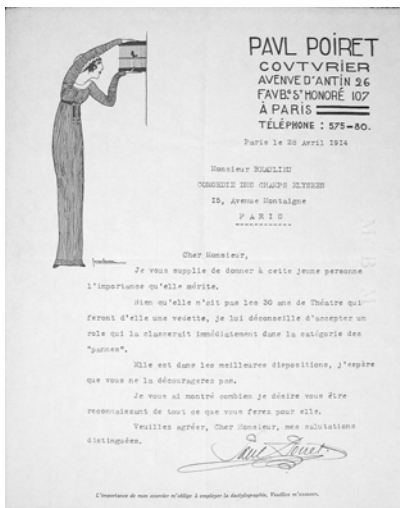 PAVL POIRET
COVTVRIER
AVENVE D'ANTIN 26
FAVB.G ST HONORÉ 107
À PARIS
TÉLÉPHONE : 575-80.
Paris le 28 Avril 1914
Monsieur BEAULIEU
COMOEDIE DES CHAMPS ELYSEES
15, Avenue Montaigne
PARIS
Cher Monsieur,
Je vous supplie de donner à cette jeune personne
l'importance qu'elle mérite.
Bien qu'elle n'ait pas les 30 ans de Théatre qui
feront d'elle une vedette, je lui déconseille d'accepter un
role qui la classerait immédiatement dans la catégorie des
"pannes".
Elle est dans les meilleures dispositions, j'espère
que vous ne la découragerez pas.
Je vous ai montré combien je désire vous être
reconnaissant de tout ce que vous ferez pour elle.
Veuillez agréer, Cher Monsieur, mes salutations
distinguées.
Paul Poiret.
L'importance de mon courrier m'oblige à employer la dactylographie, Veuillez m'excuser.